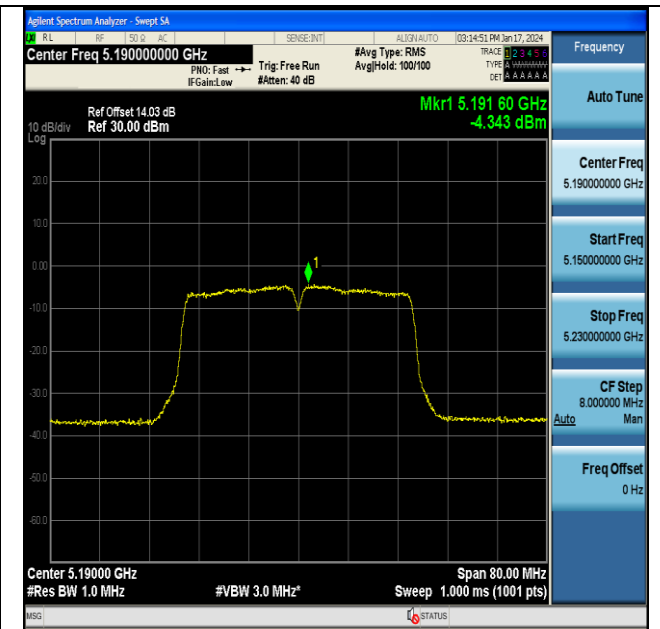 Agilent Spectrum Analyzer - Swept SA
RL RF 50 Ω AC SENSE:INT ALIGN AUTO 03:14:51 PM Jan 17, 2024
Center Freq 5.190000000 GHz
PNO: Fast
IFGain:Low
Trig: Free Run
#Atten: 40 dB
#Avg Type: RMS
Avg|Hold: 100/100
TRACE 1 2 3 4 5 6
TYPE A
DET A A A A A A
Ref Offset 14.03 dB
10 dB/div Ref 30.00 dBm
Log
Mkr1 5.191 60 GHz
-4.343 dBm
20.0
10.0
0.00
-10.0
-20.0
-30.0
-40.0
-50.0
-60.0
1
Center 5.19000 GHz Span 80.00 MHz
#Res BW 1.0 MHz #VBW 3.0 MHz* Sweep 1.000 ms (1001 pts)
MSG STATUS
Frequency
Auto Tune
Center Freq
5.190000000 GHz
Start Freq
5.150000000 GHz
Stop Freq
5.230000000 GHz
CF Step
8.000000 MHz
Auto Man
Freq Offset
0 Hz